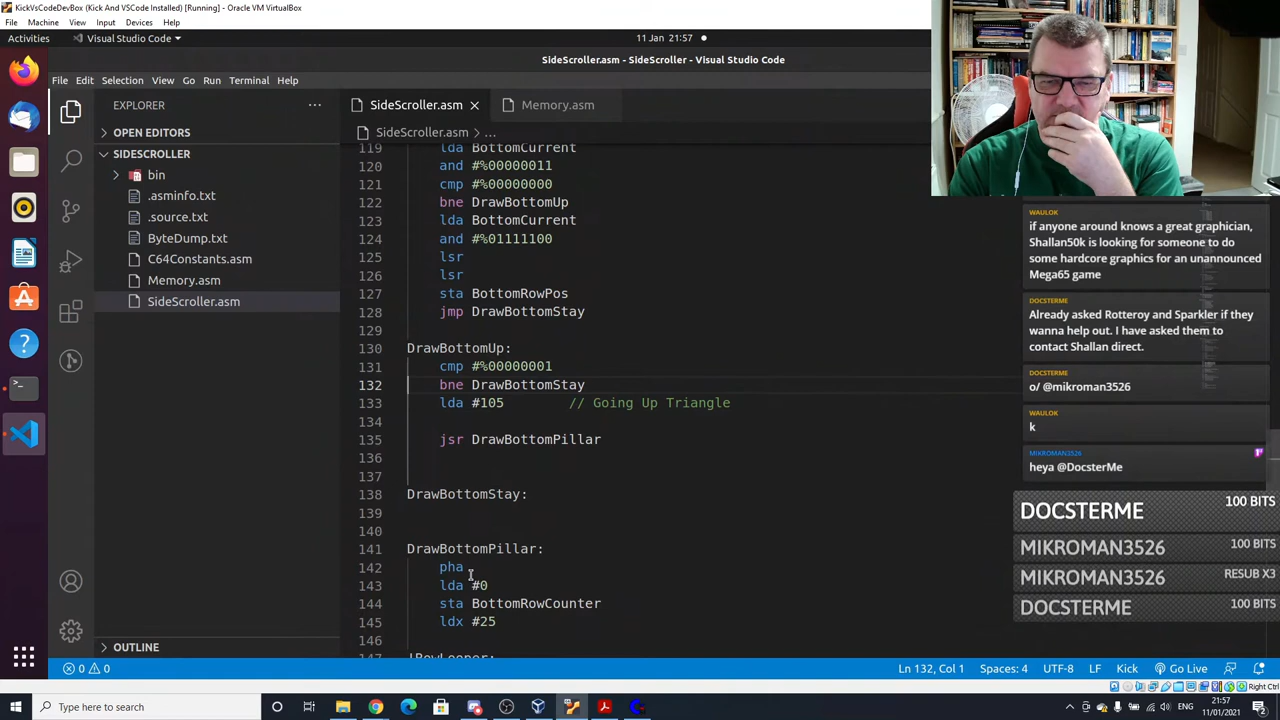 KickVsCodeDevBox (Kick And VSCode Installed) [Running] - Oracle VM VirtualBox
File Machine View Input Devices Help
Activities Visual Studio Code 11 Jan 21:57
SideScroller.asm - SideScroller - Visual Studio Code
File Edit Selection View Go Run Terminal Help
EXPLORER
OPEN EDITORS
SIDESCROLLER
bin
.asminfo.txt
.source.txt
ByteDump.txt
C64Constants.asm
Memory.asm
SideScroller.asm
OUTLINE
SideScroller.asm Memory.asm
SideScroller.asm > ...
119 lda BottomCurrent
120 and #%00000011
121 cmp #%00000000
122 bne DrawBottomUp
123 lda BottomCurrent
124 and #%01111100
125 lsr
126 lsr
127 sta BottomRowPos
128 jmp DrawBottomStay
129
130 DrawBottomUp:
131 cmp #%00000001
132 bne DrawBottomStay
133 lda #105 // Going Up Triangle
134
135 jsr DrawBottomPillar
136
137
138 DrawBottomStay:
139
140
141 DrawBottomPillar:
142 pha
143 lda #0
144 sta BottomRowCounter
145 ldx #25
146
147 !RowLooper:
WAULOK
if anyone around knows a great graphician,
Shallan50k is looking for someone to do
some hardcore graphics for an unannounced
Mega65 game
DOCSTERME
Already asked Rotteroy and Sparkler if they
wanna help out. I have asked them to
contact Shallan direct.
DOCSTERME
o/ @mikroman3526
WAULOK
k
MIKROMAN3526
heya @DocsterMe
DOCSTERME 100 BITS
MIKROMAN3526 100 BITS
MIKROMAN3526 RESUB X3
DOCSTERME 100 BITS
0 0 Ln 132, Col 1 Spaces: 4 UTF-8 LF Kick Go Live
Right Ctrl
Type here to search
21:57
11/01/2021